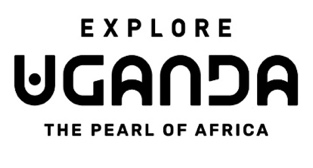 EXPLORE
UGANDA
THE PEARL OF AFRICA